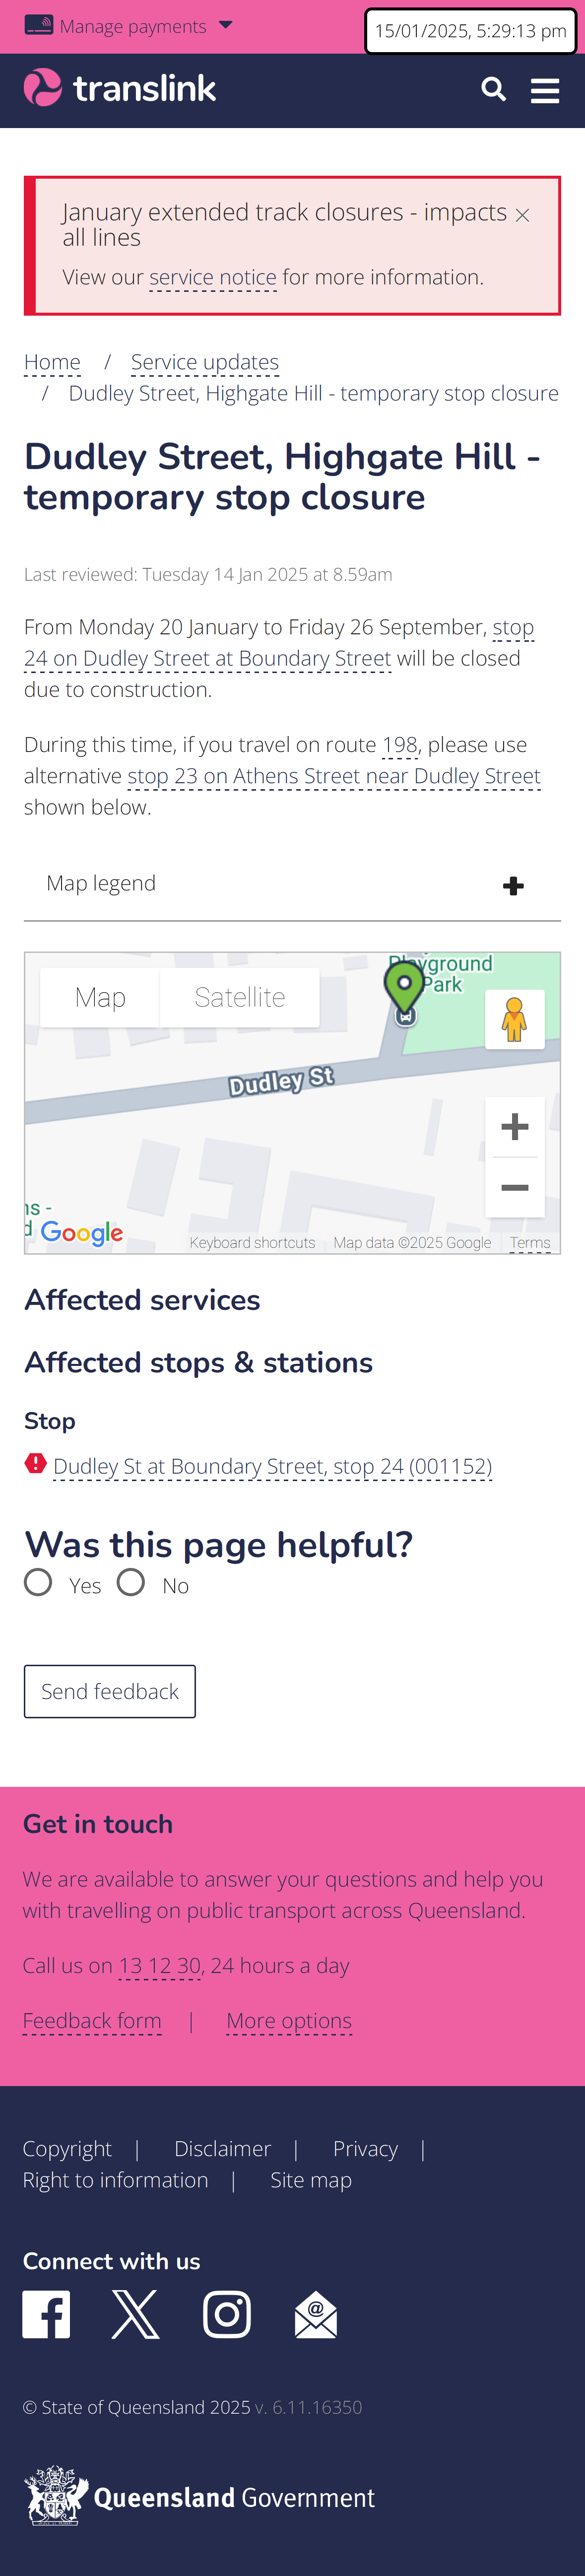 Manage payments
15/01/2025, 5:29:13 pm
translink
January extended track closures - impacts
all lines
View our service notice for more information.
Home / Service updates
/ Dudley Street, Highgate Hill - temporary stop closure
Dudley Street, Highgate Hill -
temporary stop closure
Last reviewed: Tuesday 14 Jan 2025 at 8.59am
From Monday 20 January to Friday 26 September, stop
24 on Dudley Street at Boundary Street will be closed
due to construction.
During this time, if you travel on route 198, please use
alternative stop 23 on Athens Street near Dudley Street
shown below.
Map legend
Playground
Park
Map Satellite
Dudley St
Google
Keyboard shortcuts Map data ©2025 Google Terms
Affected services
Affected stops & stations
Stop
Dudley St at Boundary Street, stop 24 (001152)
Was this page helpful?
Yes No
Send feedback
Get in touch
We are available to answer your questions and help you
with travelling on public transport across Queensland.
Call us on 13 12 30, 24 hours a day
Feedback form | More options
Copyright | Disclaimer | Privacy |
Right to information | Site map
Connect with us
© State of Queensland 2025 v. 6.11.16350
Queensland Government